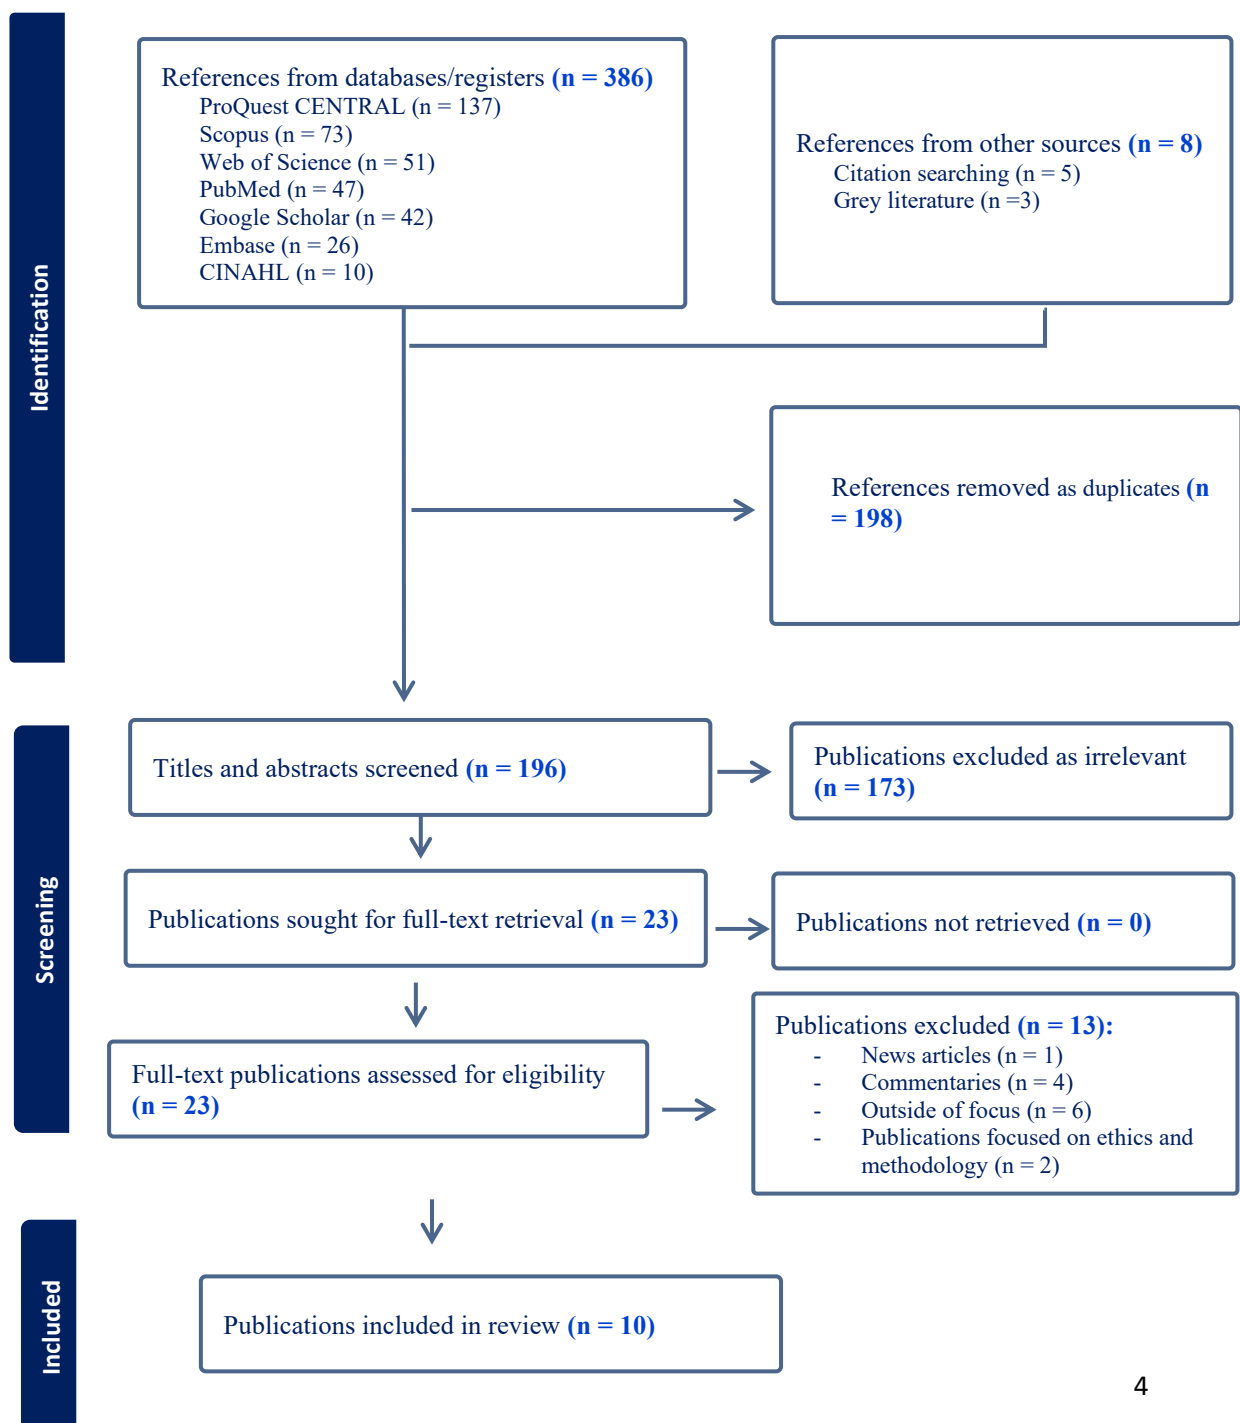 Identification
References from databases/registers (n = 386)
ProQuest CENTRAL (n = 137)
Scopus (n = 73)
Web of Science (n = 51)
PubMed (n = 47)
Google Scholar (n = 42)
Embase (n = 26)
CINAHL (n = 10)
References from other sources (n = 8)
Citation searching (n = 5)
Grey literature (n =3)
References removed as duplicates (n
= 198)
Screening
Titles and abstracts screened (n = 196)
Publications excluded as irrelevant
(n = 173)
Publications sought for full-text retrieval (n = 23)
Publications not retrieved (n = 0)
Full-text publications assessed for eligibility
(n = 23)
Publications excluded (n = 13):
- News articles (n = 1)
- Commentaries (n = 4)
- Outside of focus (n = 6)
- Publications focused on ethics and
methodology (n = 2)
Included
Publications included in review (n = 10)
4